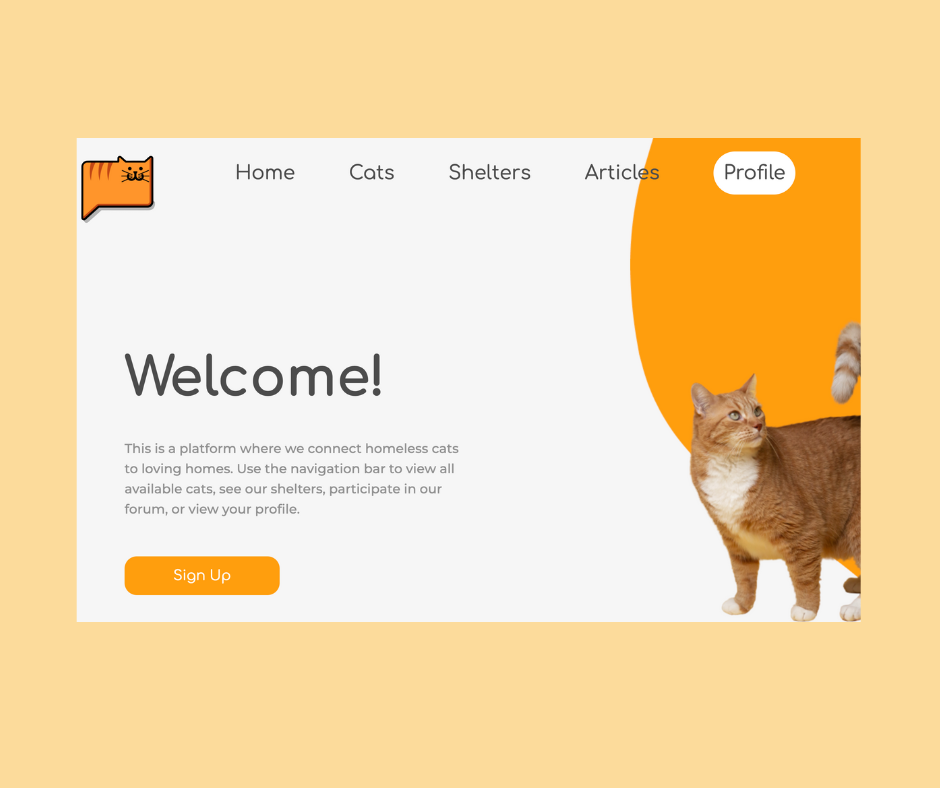 Home Cats Shelters Articles Profile
Welcome!
This is a platform where we connect homeless cats
to loving homes. Use the navigation bar to view all
available cats, see our shelters, participate in our
forum, or view your profile.
Sign Up